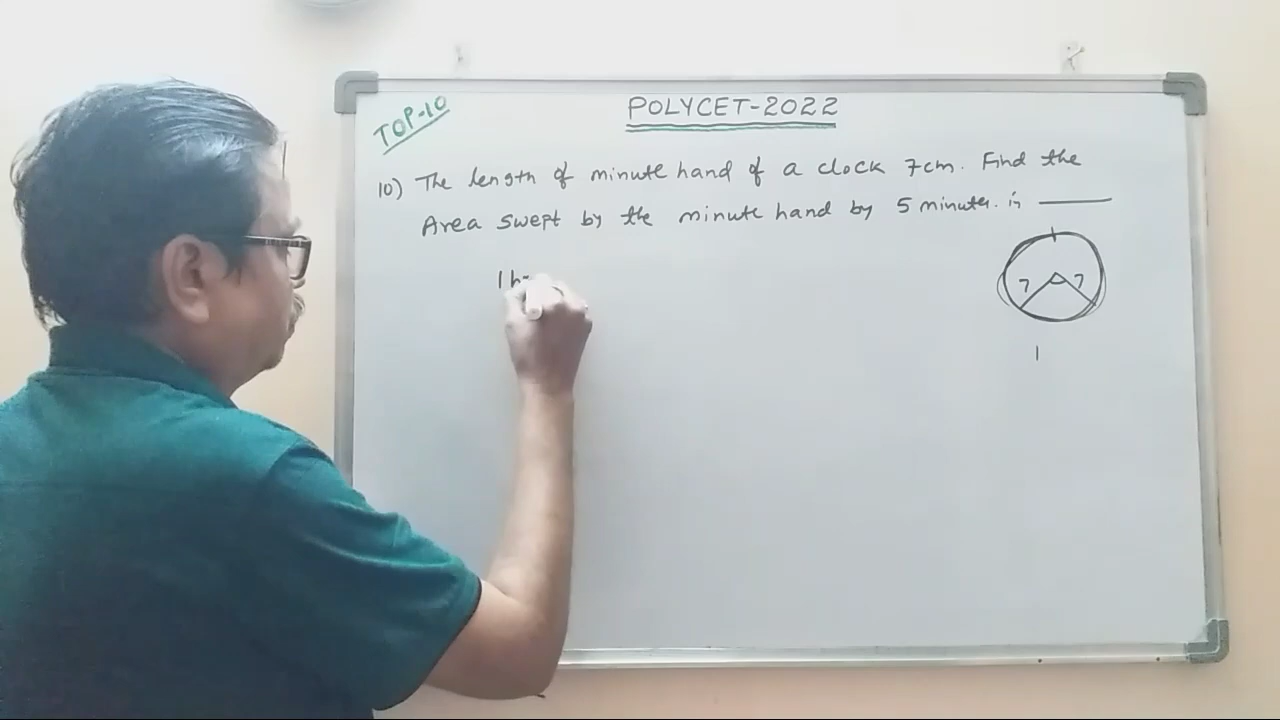 TOP-10
POLYCET-2022
10) The length of minute hand of a clock 7cm. Find the
Area swept by the minute hand by 5 minutes. is ______
1 h
7 7
1